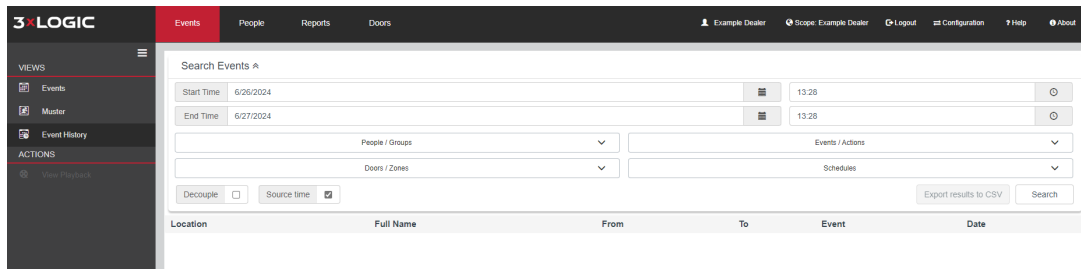 3×LOGIC Events People Reports Doors Example Dealer Scope: Example Dealer Logout Configuration ? Help About
VIEWS
Events
Muster
Event History
ACTIONS
View Playback
Search Events
Start Time 6/26/2024 13:28
End Time 6/27/2024 13:28
People / Groups Events / Actions
Doors / Zones Schedules
Decouple Source time Export results to CSV Search
Location Full Name From To Event Date